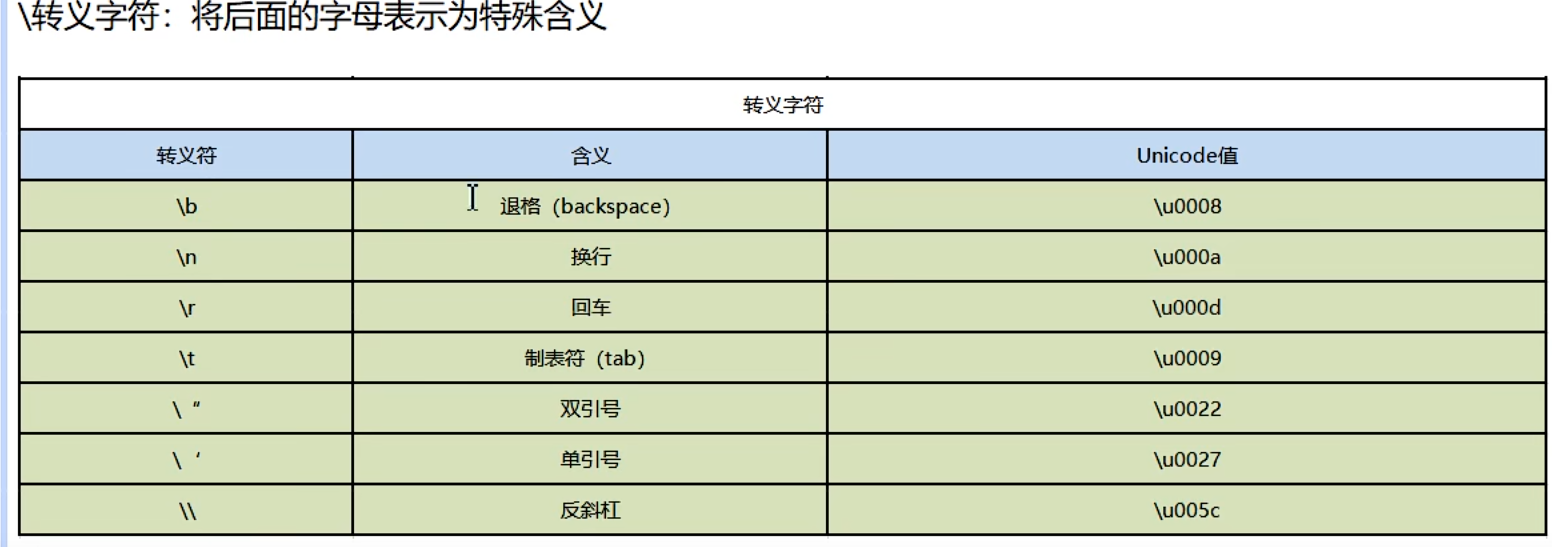 \转义字符：将后面的字母表示为特殊含义
转义字符
转义符 含义 Unicode值
\b 退格（backspace） \u0008
\n 换行 \u000a
\r 回车 \u000d
\t 制表符（tab） \u0009
\ “ 双引号 \u0022
\ ‘ 单引号 \u0027
\\ 反斜杠 \u005c